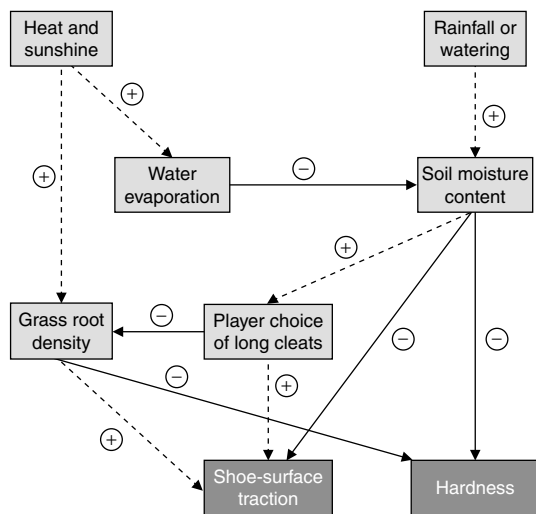 Heat and
sunshine
Rainfall or
watering
+
+
+
Water
evaporation
−
Soil moisture
content
+
Grass root
density
−
Player choice
of long cleats
−
−
−
+
+
Shoe-surface
traction
Hardness